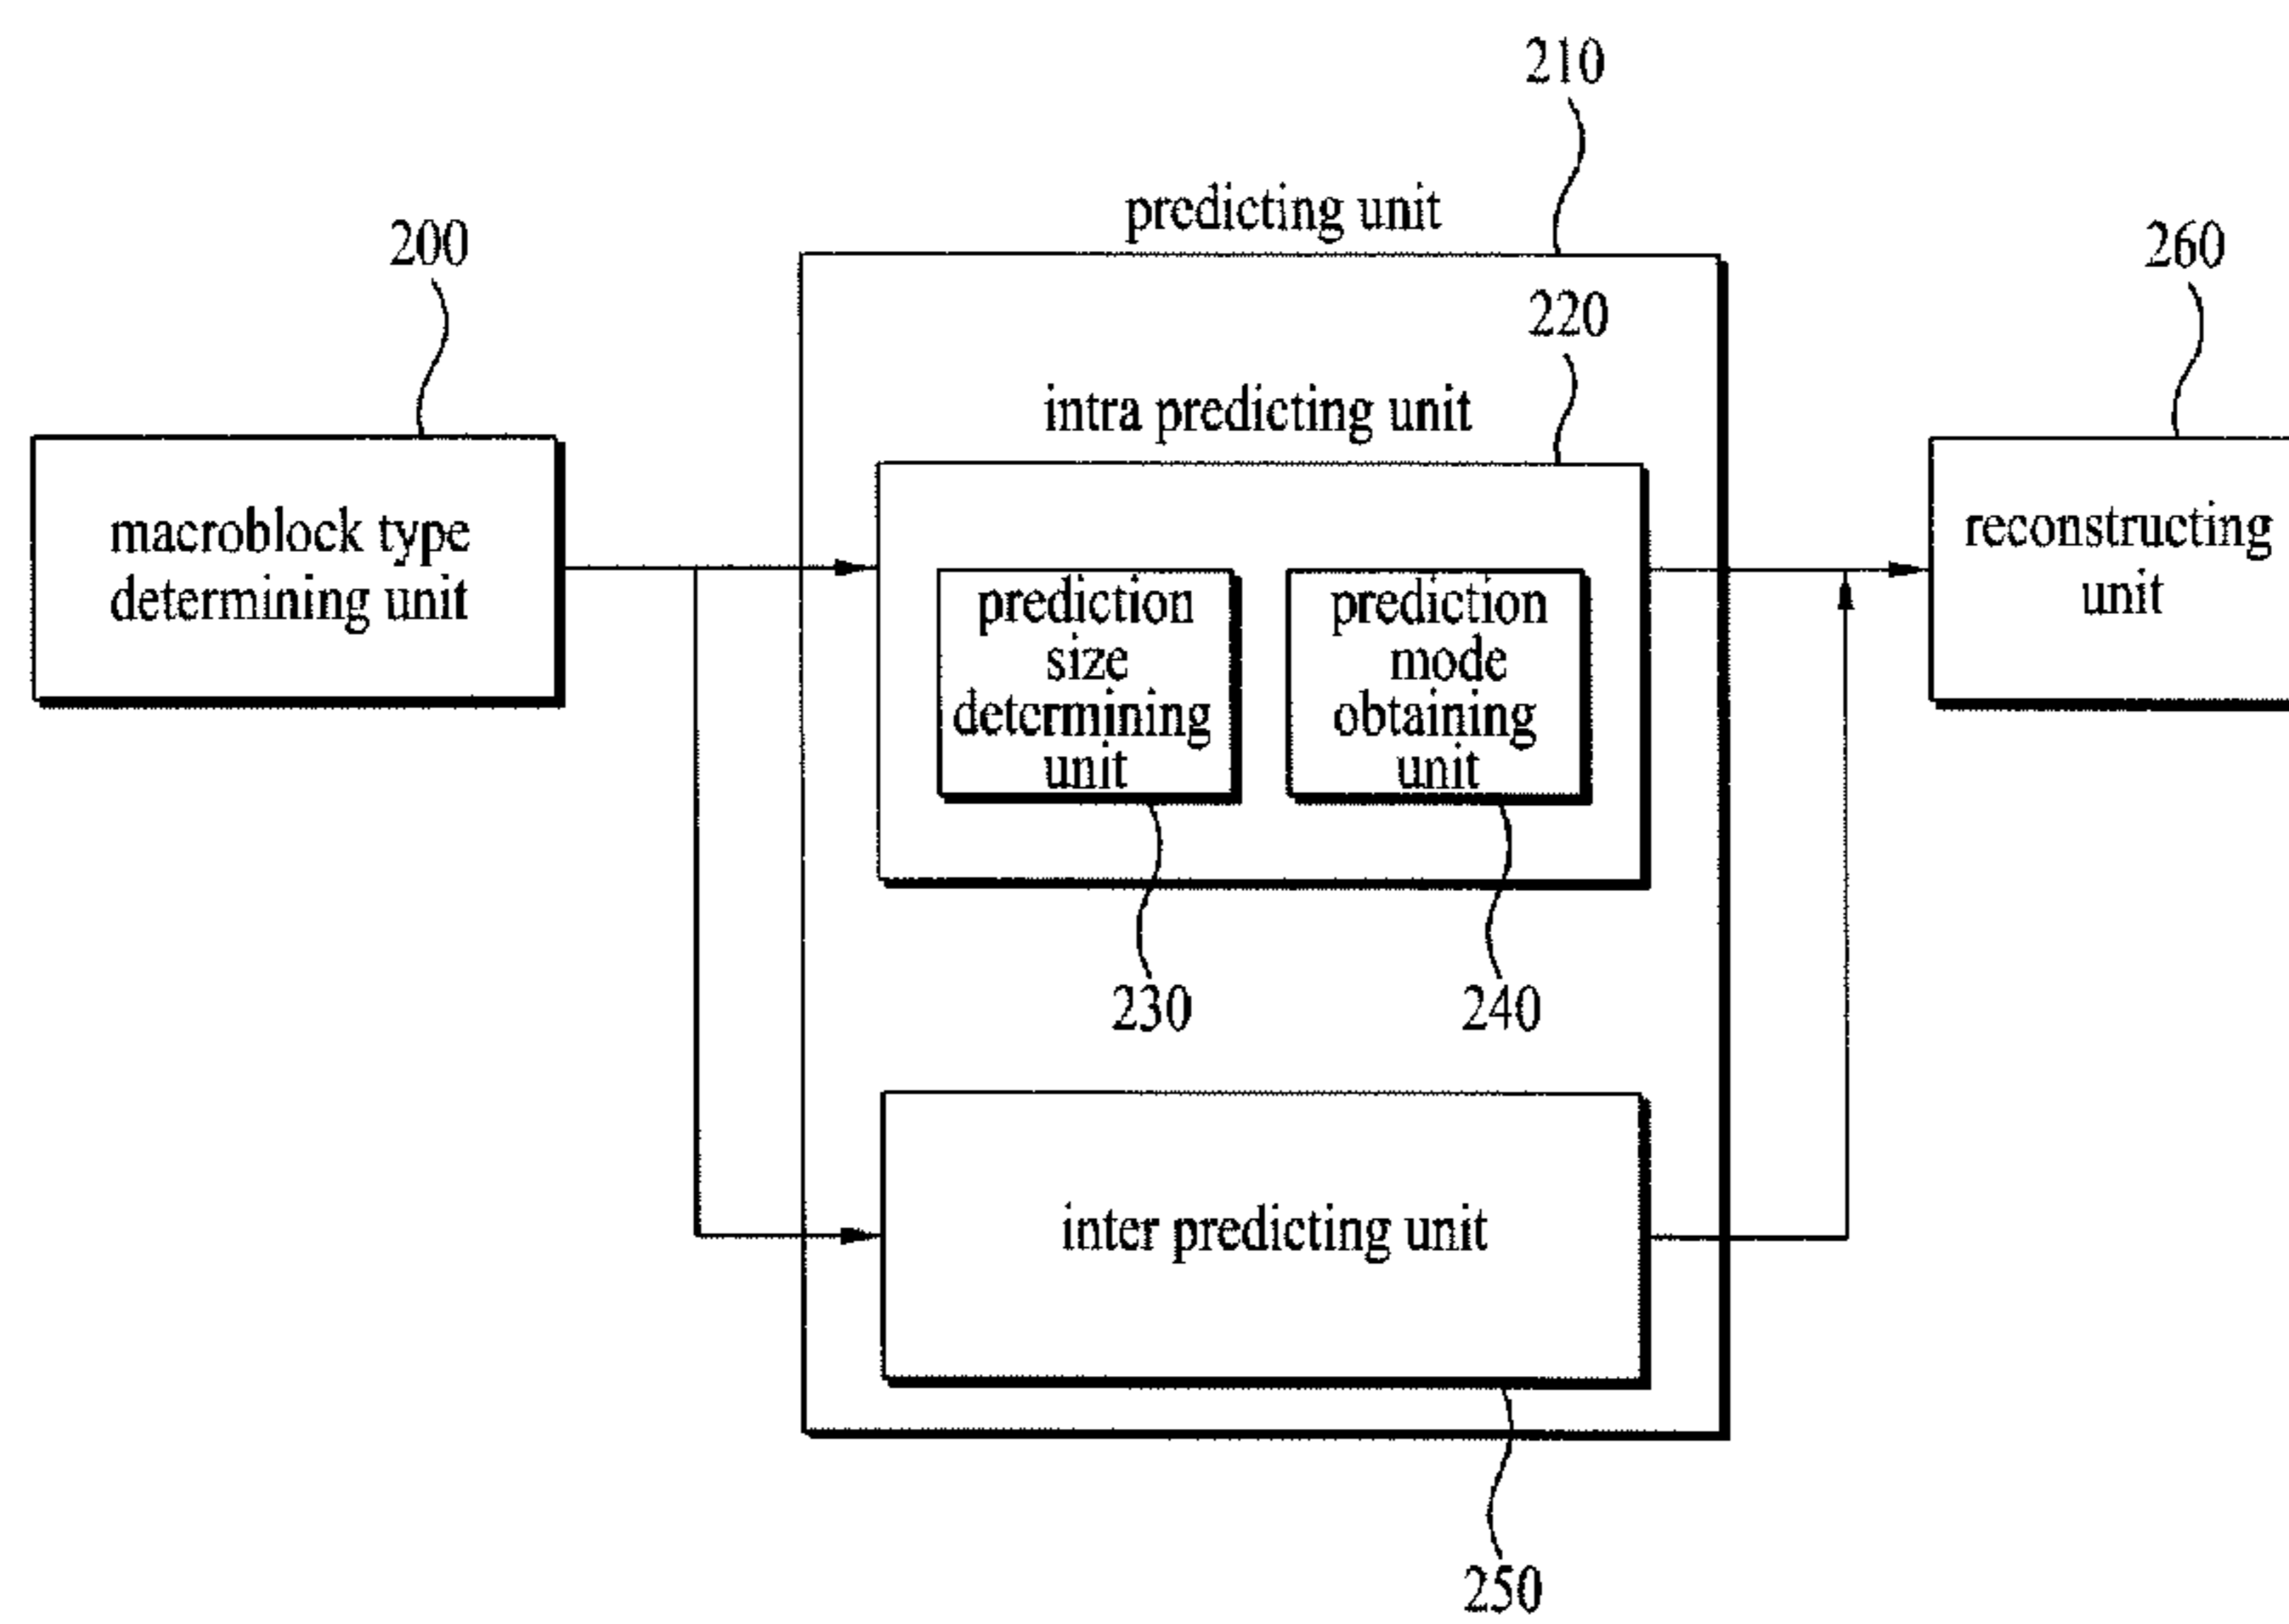 210
predicting unit
200
260
220
intra predicting unit
macroblock type
determining unit
reconstructing
unit
prediction
size
determining
unit
prediction
mode
obtaining
unit
230
240
inter predicting unit
250